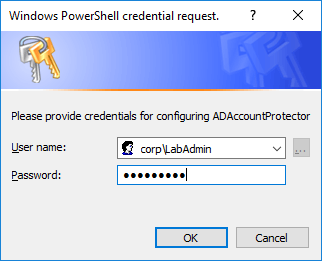 Windows PowerShell credential request.
Please provide credentials for configuring ADAccountProtector
User name:
corp\LabAdmin
...
Password:
●●●●●●●●●
OK
Cancel